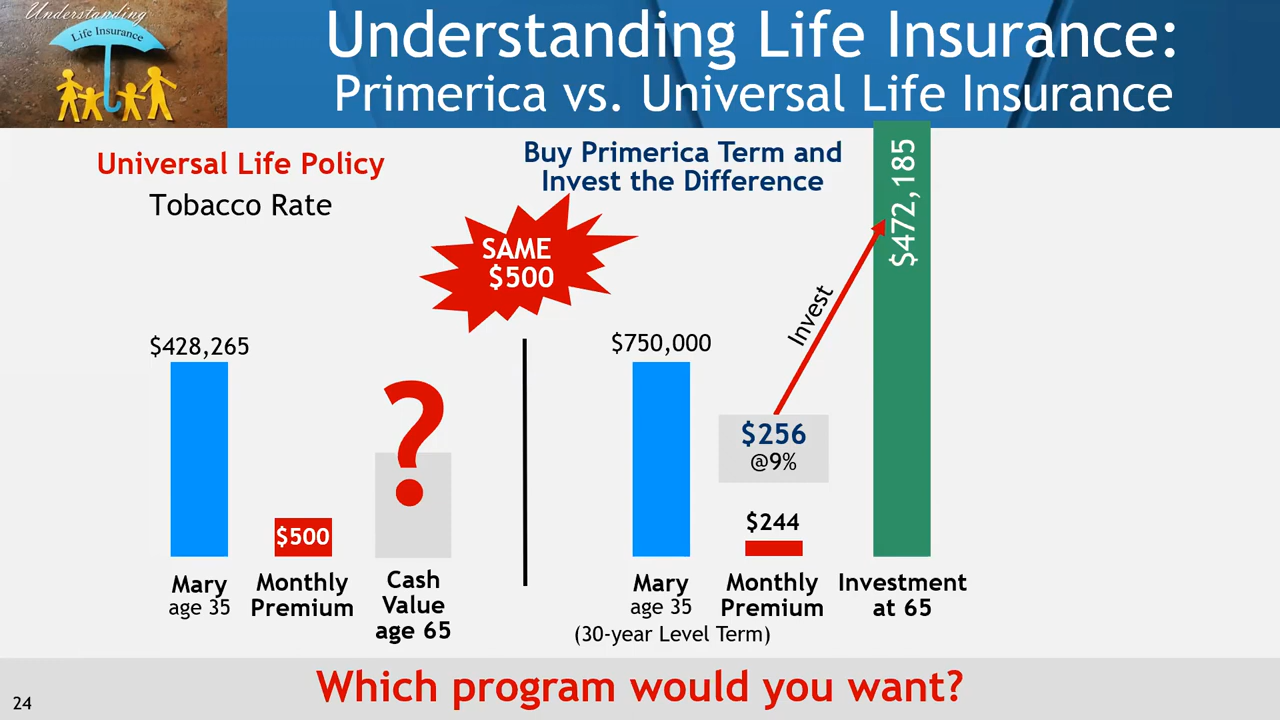 Understanding
Life Insurance
Understanding Life Insurance:
Primerica vs. Universal Life Insurance
Universal Life Policy
Tobacco Rate
SAME
$500
Buy Primerica Term and
Invest the Difference
$428,265
$500
?
Mary
age 35
Monthly
Premium
Cash
Value
age 65
$750,000
$256
@9%
$244
Invest
$472,185
Mary
age 35
(30-year Level Term)
Monthly
Premium
Investment
at 65
Which program would you want?
24